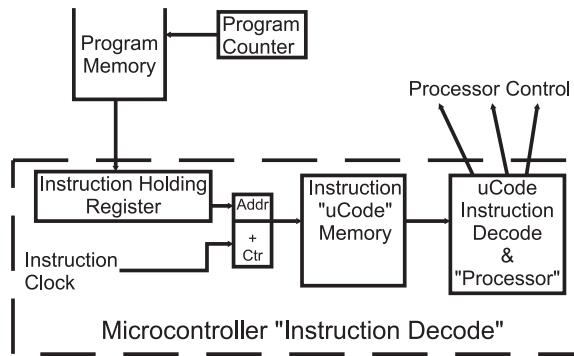 Program
Memory
Program
Counter
Processor Control
Instruction Holding
Register
Addr
+
Ctr
Instruction
Clock
Instruction
"uCode"
Memory
uCode
Instruction
Decode
&
"Processor"
Microcontroller "Instruction Decode"